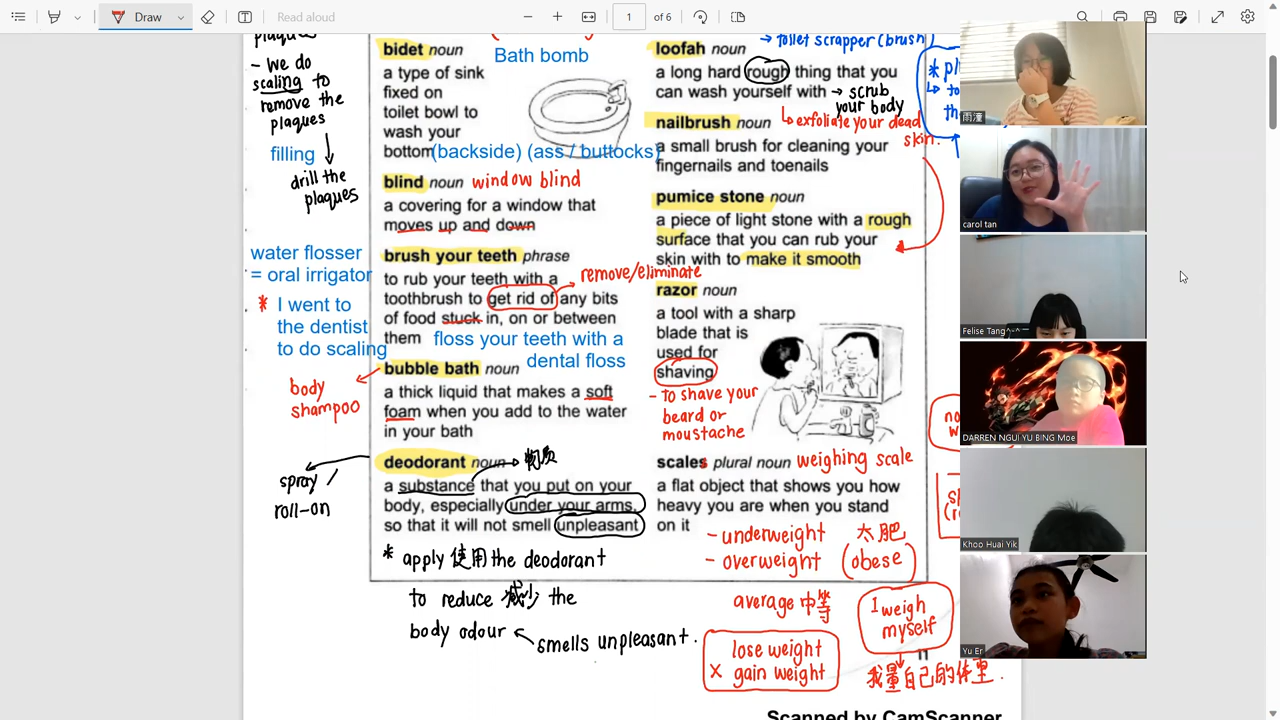 Draw
Read aloud
1 of 6
plaques
- We do
scaling to
remove the
plaques
filling
drill the
plaques
water flosser
= oral irrigator
* I went to
the dentist
to do scaling
body
shampoo
spray /
roll-on
bidet noun
Bath bomb
a type of sink
fixed on
toilet bowl to
wash your
bottom (backside) (ass / buttocks)
blind noun window blind
a covering for a window that
moves up and down
brush your teeth phrase
to rub your teeth with a
remove/eliminate
toothbrush to get rid of any bits
of food stuck in, on or between
them floss your teeth with a
dental floss
bubble bath noun
a thick liquid that makes a soft
foam when you add to the water
in your bath
deodorant noun 物质
a substance that you put on your
body, especially under your arms,
so that it will not smell unpleasant
* apply 使用 the deodorant
to reduce 减少 the
body odour
smells unpleasant.
→ toilet scrapper (brush)
loofah noun
a long hard rough thing that you
can wash yourself with → scrub
your body
exfoliate your dead
skin.
nailbrush noun
a small brush for cleaning your
fingernails and toenails
pumice stone noun
a piece of light stone with a rough
surface that you can rub your
skin with to make it smooth
razor noun
a tool with a sharp
blade that is
used for
shaving
- to shave your
beard or
moustache
scales plural noun weighing scale
a flat object that shows you how
heavy you are when you stand
on it
- underweight
太肥
- overweight (obese)
average 中等
I weigh
myself
lose weight
x gain weight
我量自己的体重.
11
* pl
to
th
Scanned by CamScanner
雨潼
carol tan
Felise Tang^-^ー
DARREN NGUI YU BING Moe
Khoo Huai Yik
Yu Er